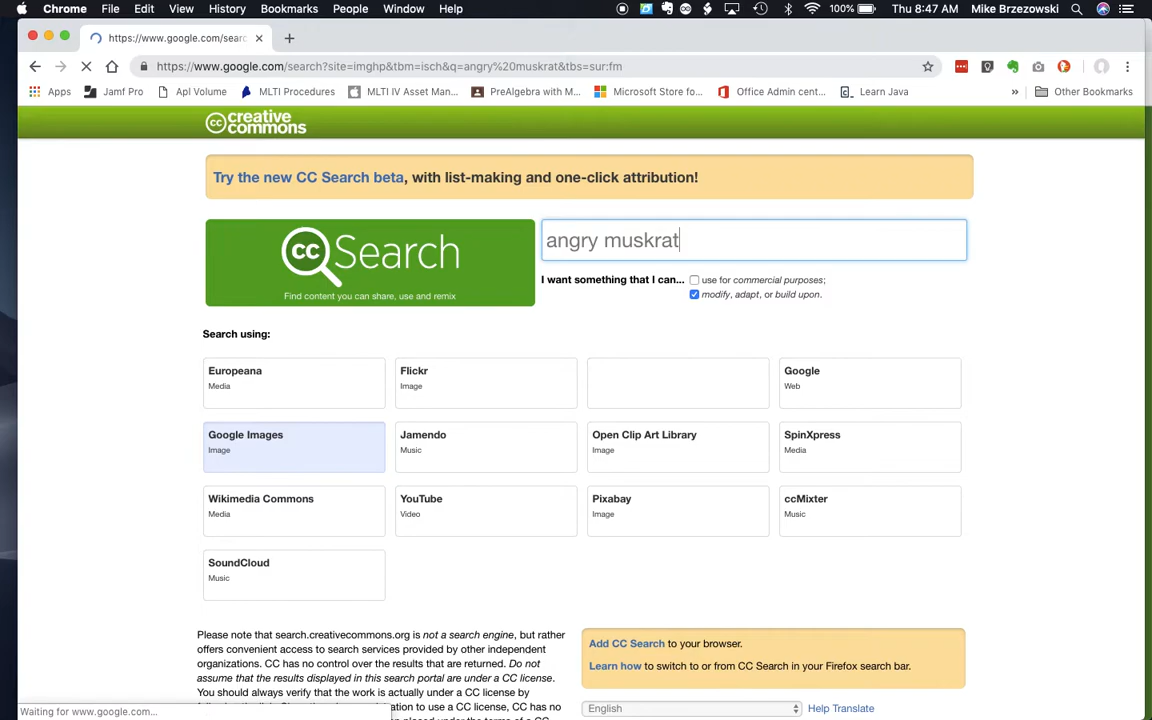 Chrome File Edit View History Bookmarks People Window Help 100% Thu 8:47 AM Mike Brzezowski
https://www.google.com/searc
https://www.google.com/search?site=imghp&tbm=isch&q=angry%20muskrat&tbs=sur:fm
Apps Jamf Pro Apl Volume MLTI Procedures MLTI IV Asset Man... PreAlgebra with M... Microsoft Store fo... Office Admin cent... Learn Java » Other Bookmarks
cc creative commons
Try the new CC Search beta, with list-making and one-click attribution!
cc Search
Find content you can share, use and remix
angry muskrat
I want something that I can... use for commercial purposes;
modify, adapt, or build upon.
Search using:
Europeana Flickr Google
Media Image Web
Google Images Jamendo Open Clip Art Library SpinXpress
Image Music Image Media
Wikimedia Commons YouTube Pixabay ccMixter
Media Video Image Music
SoundCloud
Music
Please note that search.creativecommons.org is not a search engine, but rather
offers convenient access to search services provided by other independent
organizations. CC has no control over the results that are returned. Do not
assume that the results displayed in this search portal are under a CC license.
You should always verify that the work is actually under a CC license by
Add CC Search to your browser.
Learn how to switch to or from CC Search in your Firefox search bar.
English Help Translate
Waiting for www.google.com...
to use a CC license, CC has no